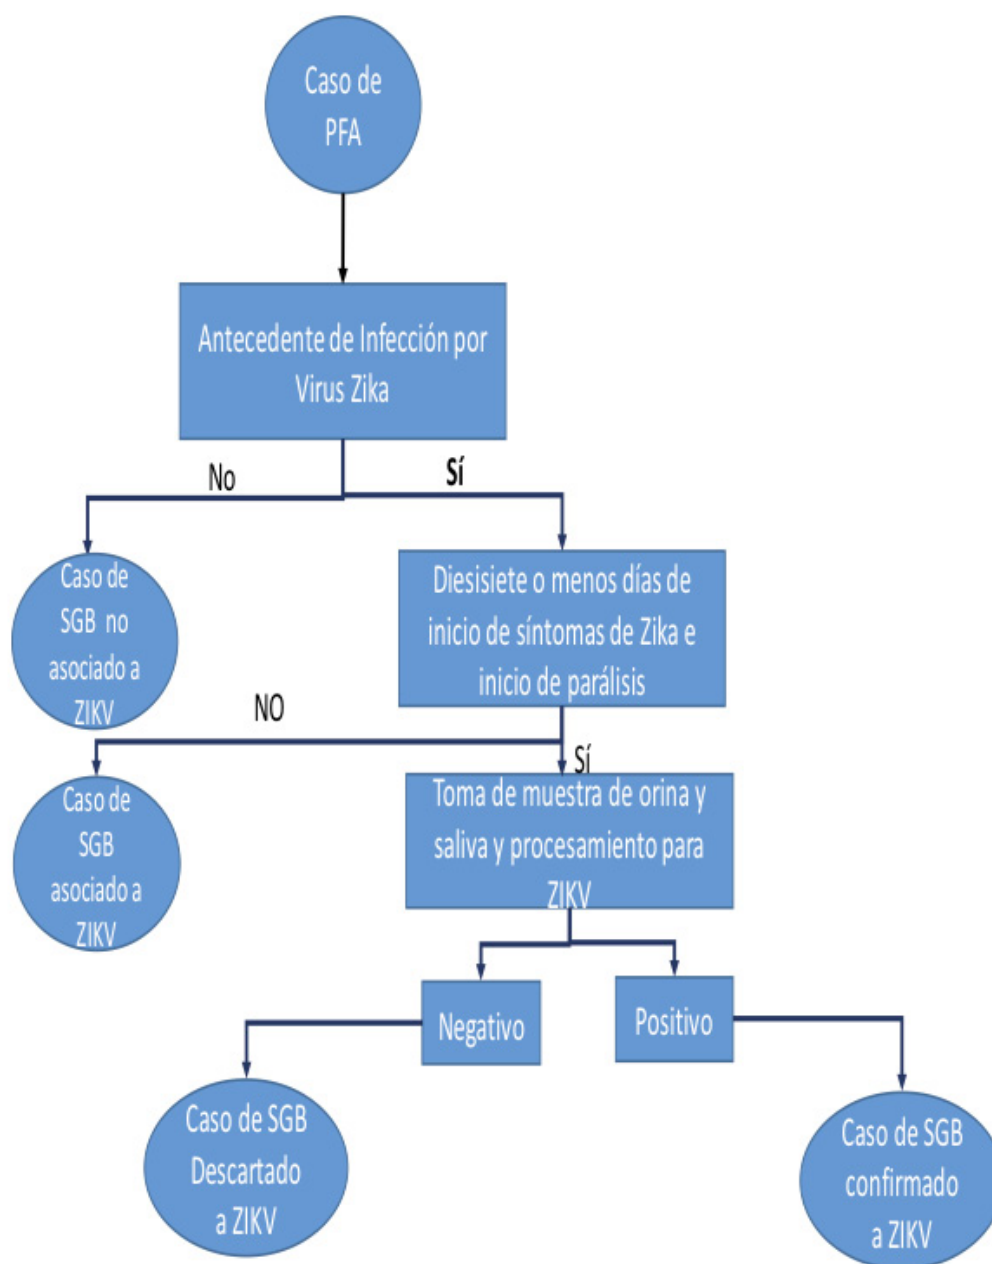 Caso de
PFA
Antecedente de Infección por
Virus Zika
No
Sí
Caso de
SGB no
asociado a
ZIKV
Diesisiete o menos días de
inicio de síntomas de Zika e
inicio de parálisis
NO
Sí
Caso de
SGB
asociado a
ZIKV
Toma de muestra de orina y
saliva y procesamiento para
ZIKV
Negativo
Positivo
Caso de SGB
Descartado
a ZIKV
Caso de SGB
confirmado
a ZIKV